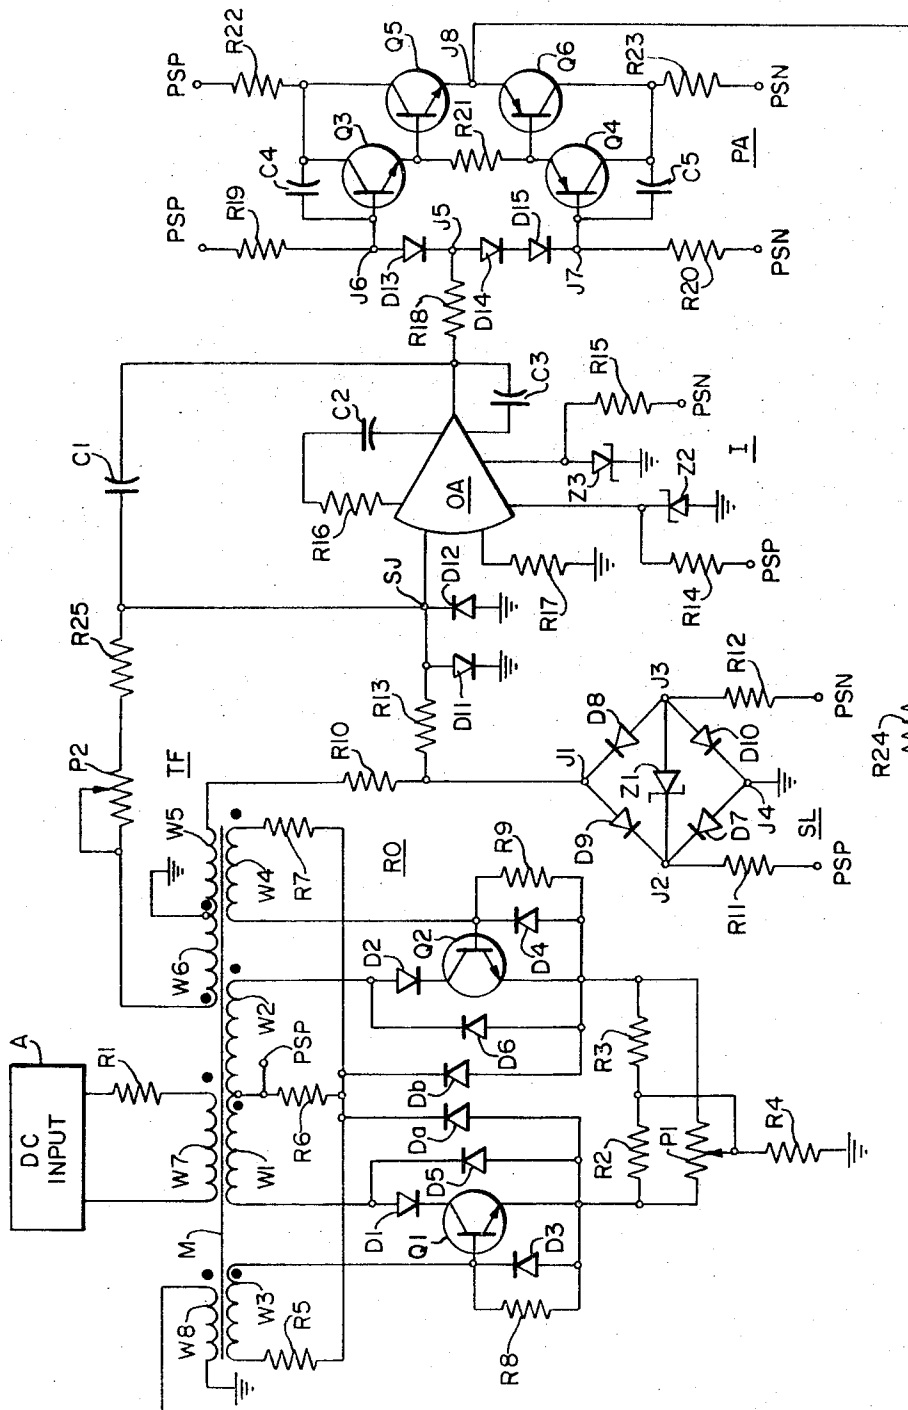 A
DC
INPUT
R1
W7
M
W8
W3
R5
W1
W2
R6
PSP
W6
W5
W4
R7
TF
P2
R25
C1
RO
D1
Q1
D3
R8
D5
Da
Db
D6
D2
Q2
D4
R9
R2
R3
P1
R4
R10
R13
D11
D12
SJ
J1
D9
D8
Z1
J2
J3
D7
D10
J4
SL
R11
PSP
R12
PSN
R16
C2
OA
C3
R17
R14
PSP
Z2
Z3
R15
PSN
I
R18
J5
J6
J7
D13
D14
D15
R19
PSP
R20
PSN
C4
Q3
Q4
C5
R21
Q5
Q6
J8
R22
PSP
R23
PSN
PA
R24